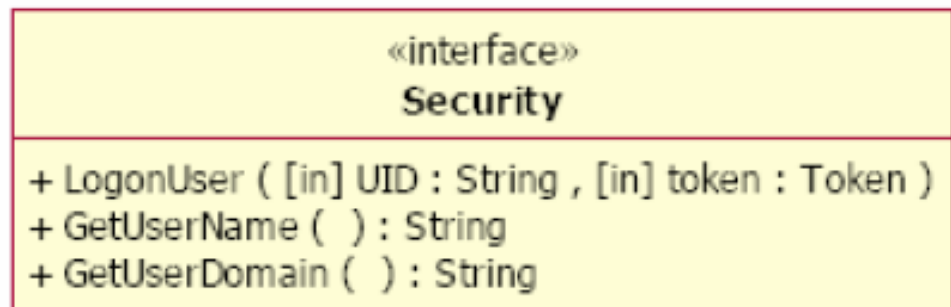 «interface»
Security
+ LogonUser ( [in] UID : String , [in] token : Token )
+ GetUserName (  ) : String
+ GetUserDomain (  ) : String